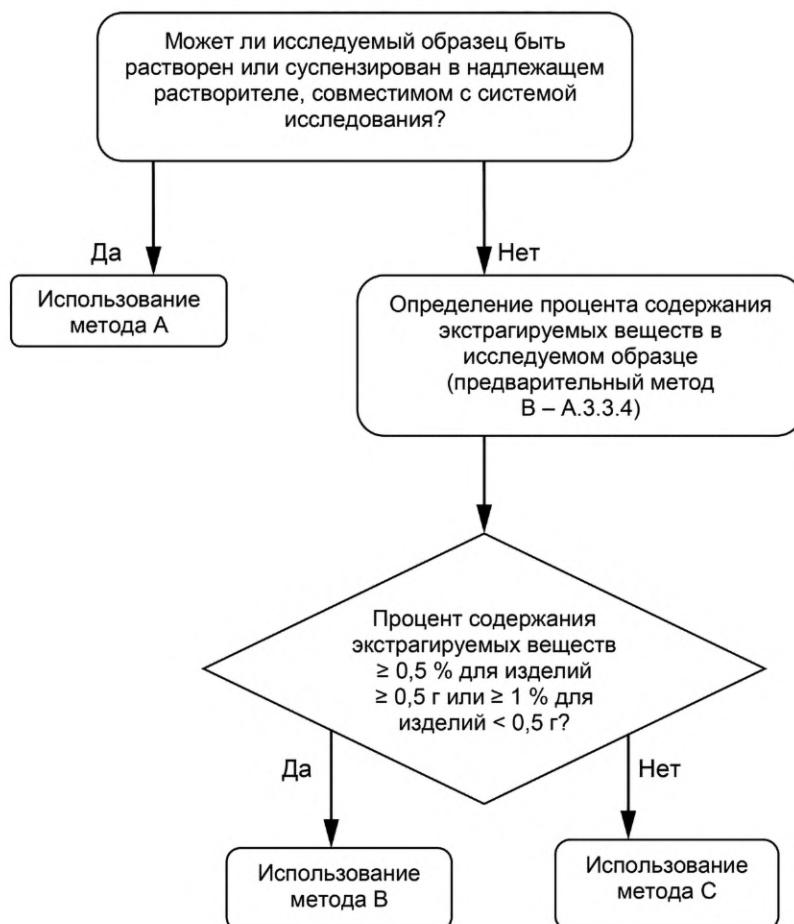 Может ли исследуемый образец быть
растворен или суспензирован в надлежащем
растворителе, совместимом с системой
исследования?
Да
Нет
Использование
метода А
Определение процента содержания
экстрагируемых веществ в
исследуемом образце
(предварительный метод
В – А.3.3.4)
Процент содержания
экстрагируемых веществ
≥ 0,5 % для изделий
≥ 0,5 г или ≥ 1 % для
изделий < 0,5 г?
Да
Нет
Использование
метода В
Использование
метода С